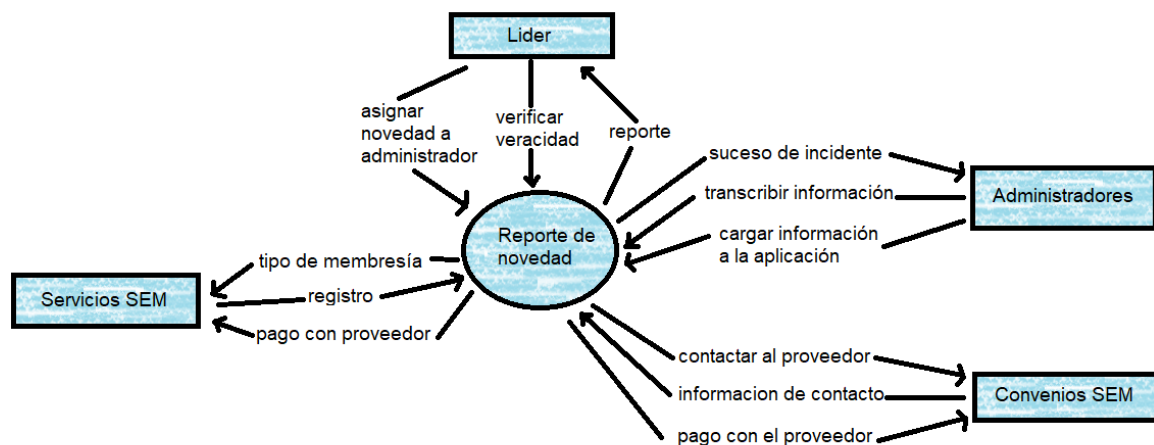 Lider
asignar
novedad a
administrador
verificar
veracidad
reporte
suceso de incidente
transcribir información
cargar información
a la aplicación
Administradores
Reporte de
novedad
tipo de membresía
registro
pago con proveedor
Servicios SEM
contactar al proveedor
informacion de contacto
pago con el proveedor
Convenios SEM